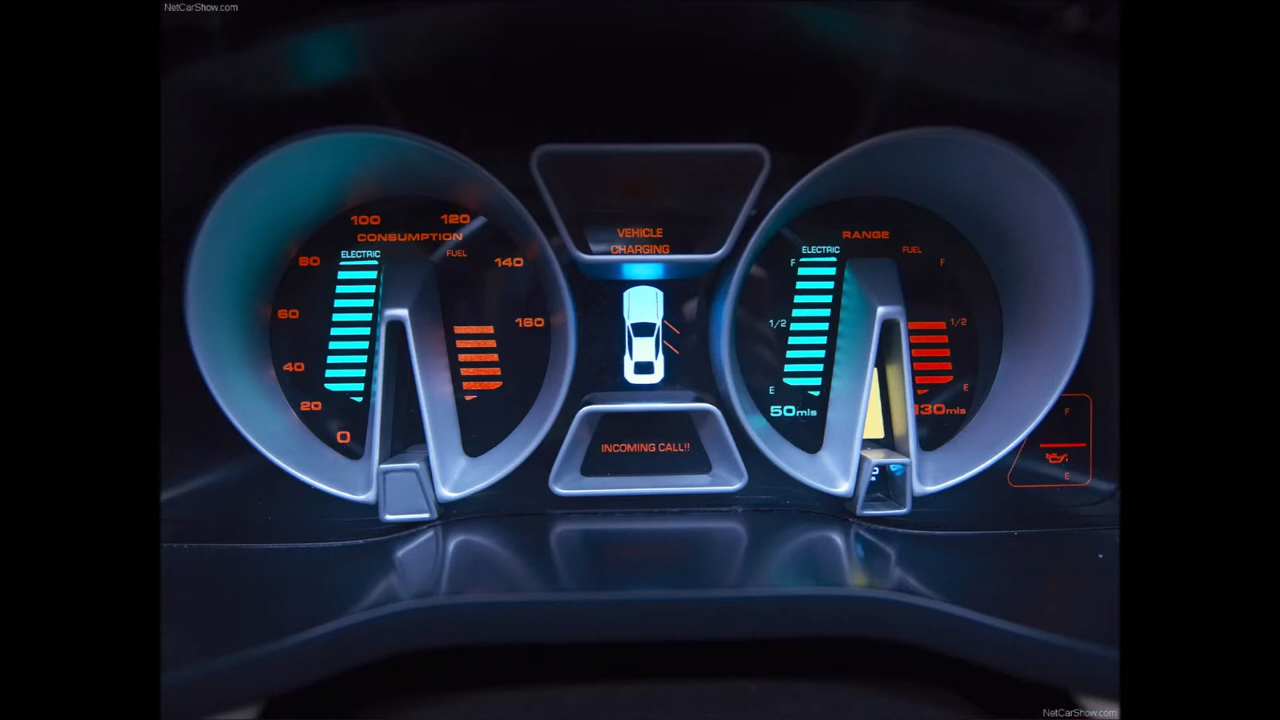 NetCarShow.com
100
120
CONSUMPTION
ELECTRIC
FUEL
80
140
60
160
40
20
0
VEHICLE
CHARGING
INCOMING CALL!!
RANGE
ELECTRIC
FUEL
F
F
1/2
1/2
E
E
50mls
130mls
F
E
NetCarShow.com